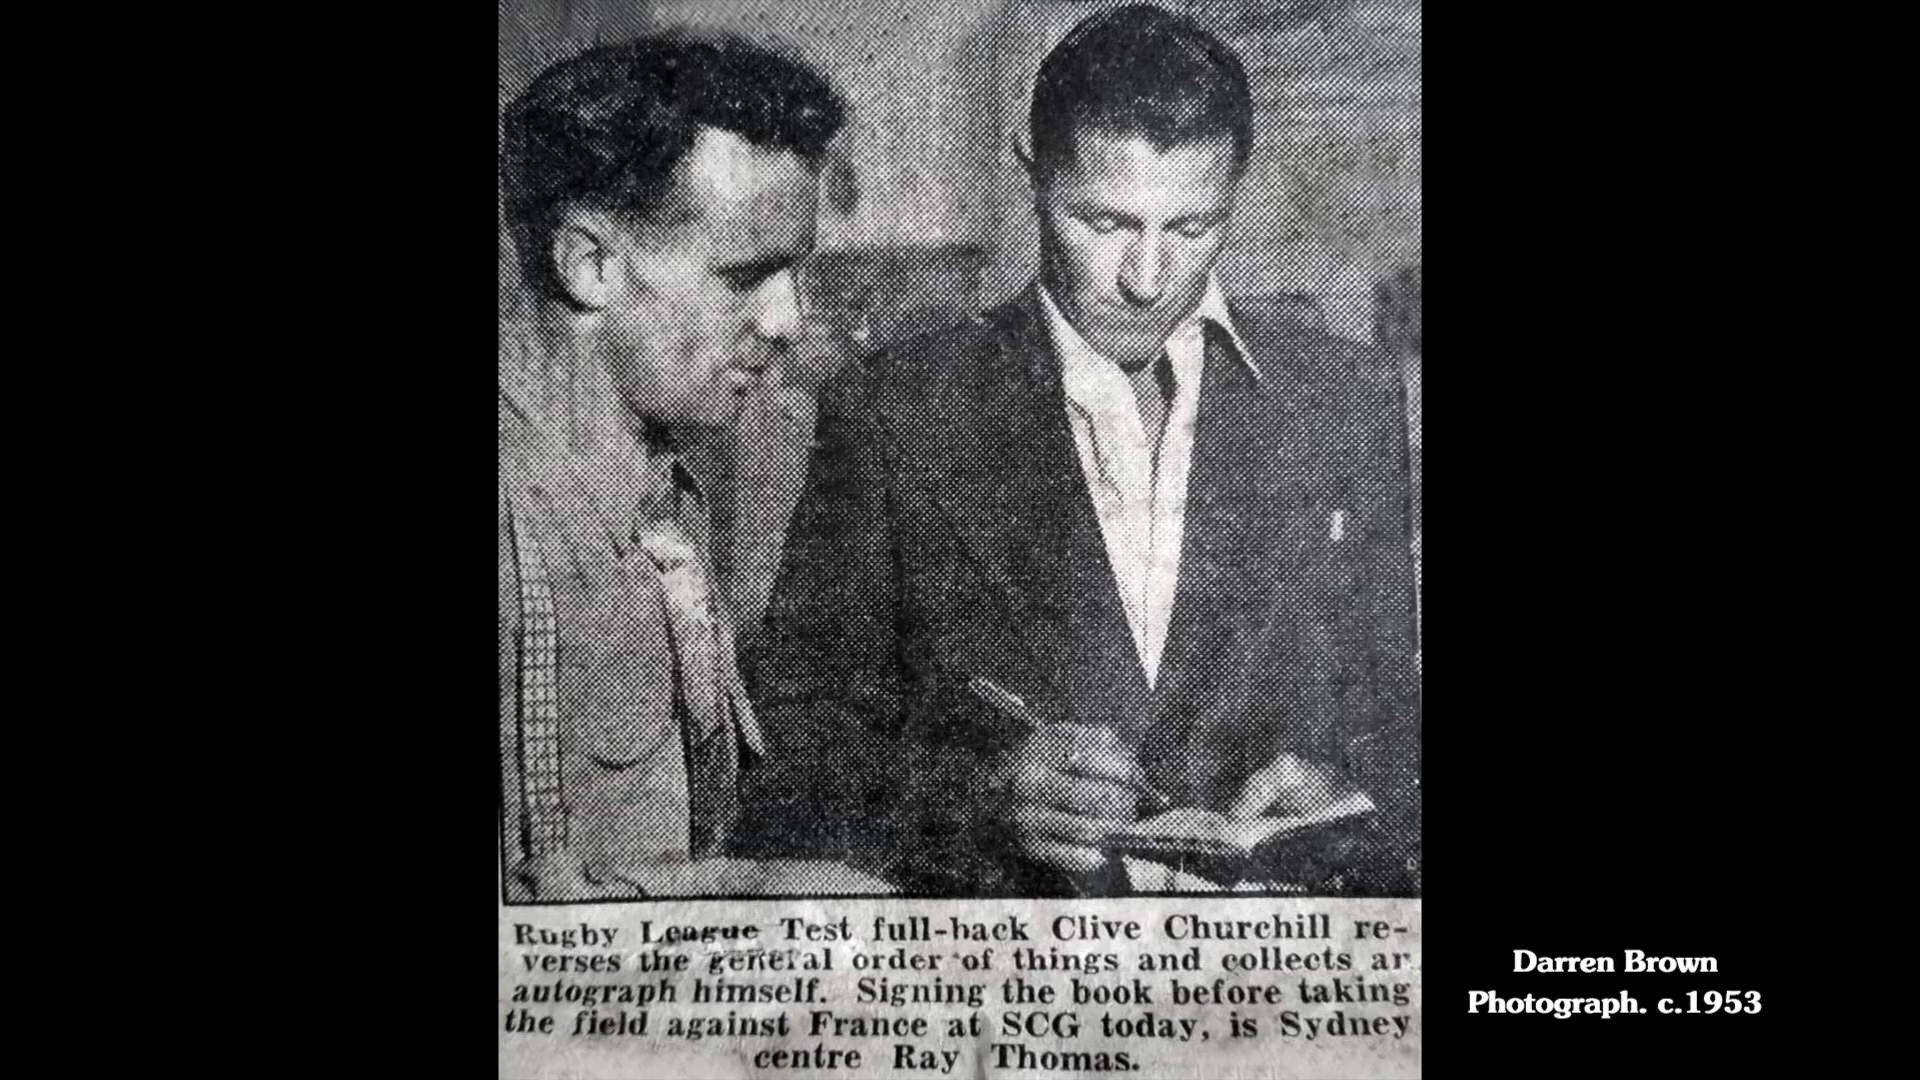 Rugby League Test full-back Clive Churchill re-
verses the general order of things and collects an
autograph himself. Signing the book before taking
the field against France at SCG today, is Sydney
centre Ray Thomas.
Darren Brown
Photograph. c.1953